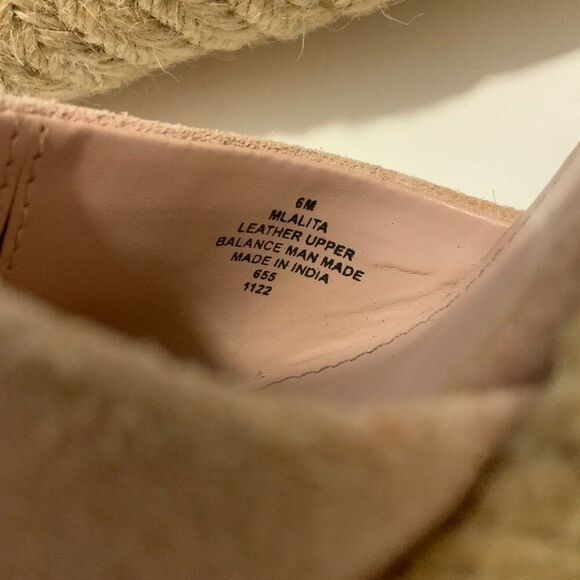 6M
MLALITA
LEATHER UPPER
BALANCE MAN MADE
MADE IN INDIA
655
1122